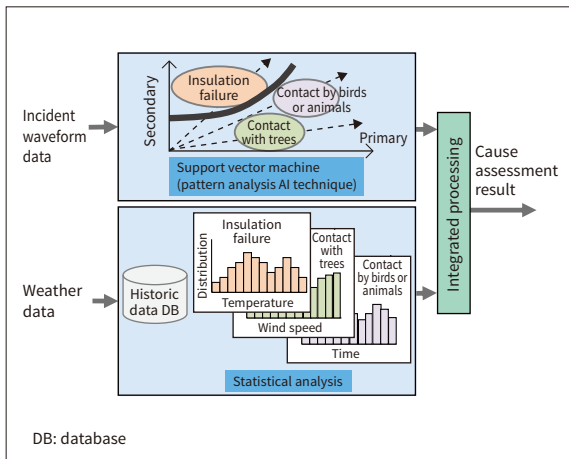 Incident
waveform
data
Secondary
Insulation
failure
Contact by birds
or animals
Contact
with trees
Primary
Support vector machine
(pattern analysis AI technique)
Integrated processing
Cause
assessment
result
Weather
data
Historic
data DB
Insulation
failure
Distribution
Temperature
Contact
with
trees
Wind speed
Contact
by birds or
animals
Time
Statistical analysis
DB: database